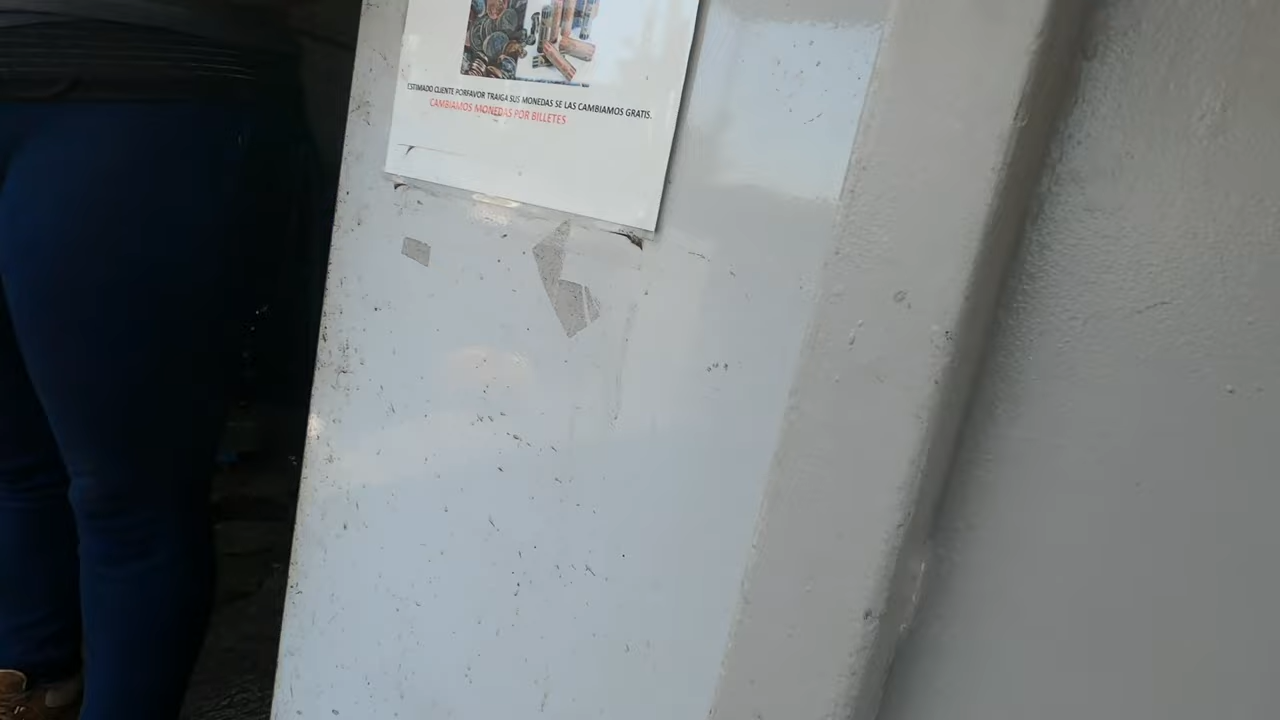 ESTIMADO CLIENTE PORFAVOR TRAIGA SUS MONEDAS SE LAS CAMBIAMOS GRATIS.
CAMBIAMOS MONEDAS POR BILLETES